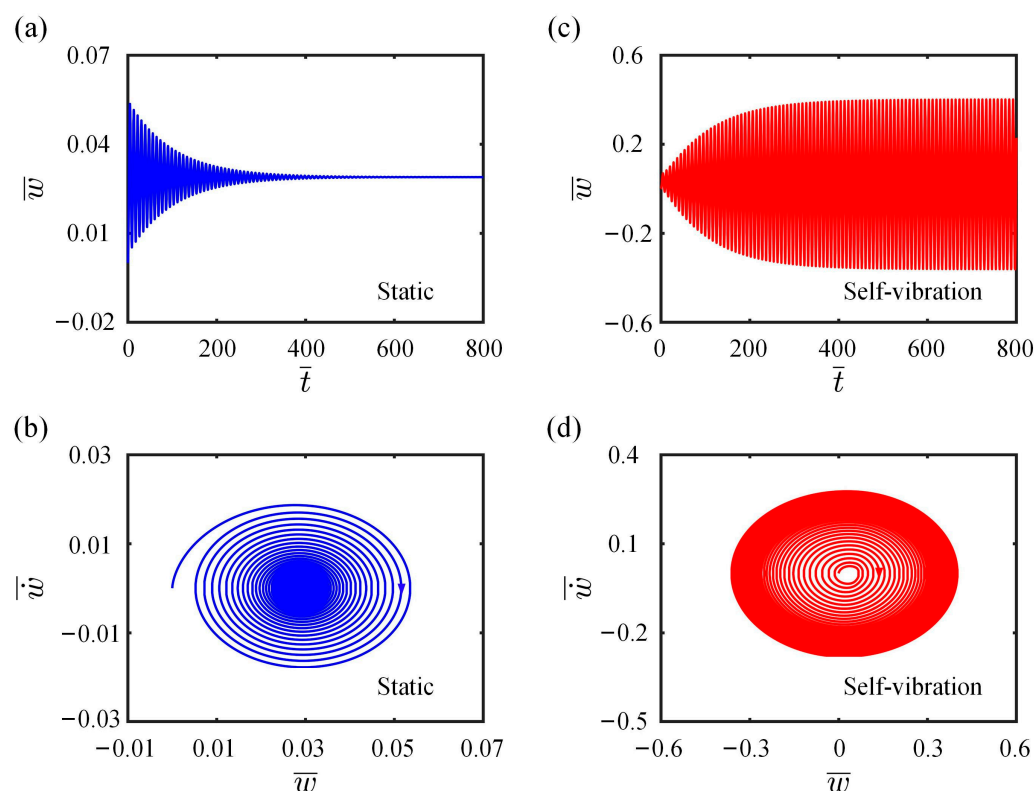 (a)
0.07
0.04
0.01
−0.02
w̅
Static
0
200
400
600
800
t̅
(c)
0.6
0.2
−0.2
−0.6
w̅
Self-vibration
0
200
400
600
800
t̅
(b)
0.03
0.01
−0.01
−0.03
w̅̇
Static
−0.01
0.01
0.03
0.05
0.07
w̅
(d)
0.4
0.1
−0.2
−0.5
w̅̇
Self-vibration
−0.6
−0.3
0
0.3
0.6
w̅